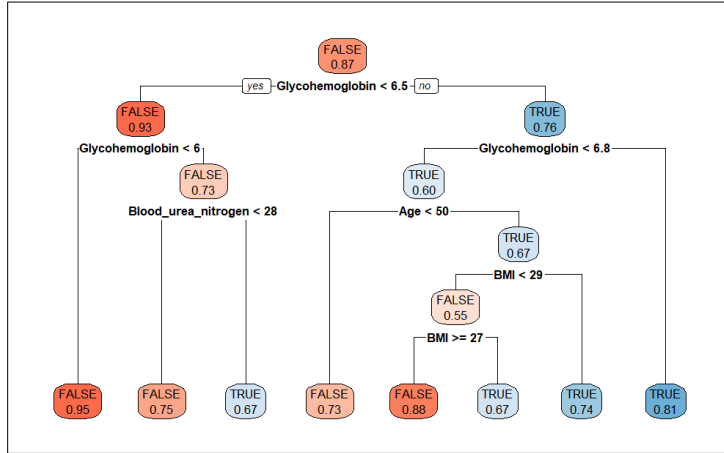 FALSE
0.87
yes Glycohemoglobin < 6.5 no
FALSE
0.93
TRUE
0.76
Glycohemoglobin < 6
Glycohemoglobin < 6.8
FALSE
0.73
TRUE
0.60
Blood_urea_nitrogen < 28
Age < 50
TRUE
0.67
BMI < 29
FALSE
0.55
BMI >= 27
FALSE
0.95
FALSE
0.75
TRUE
0.67
FALSE
0.73
FALSE
0.88
TRUE
0.67
TRUE
0.74
TRUE
0.81